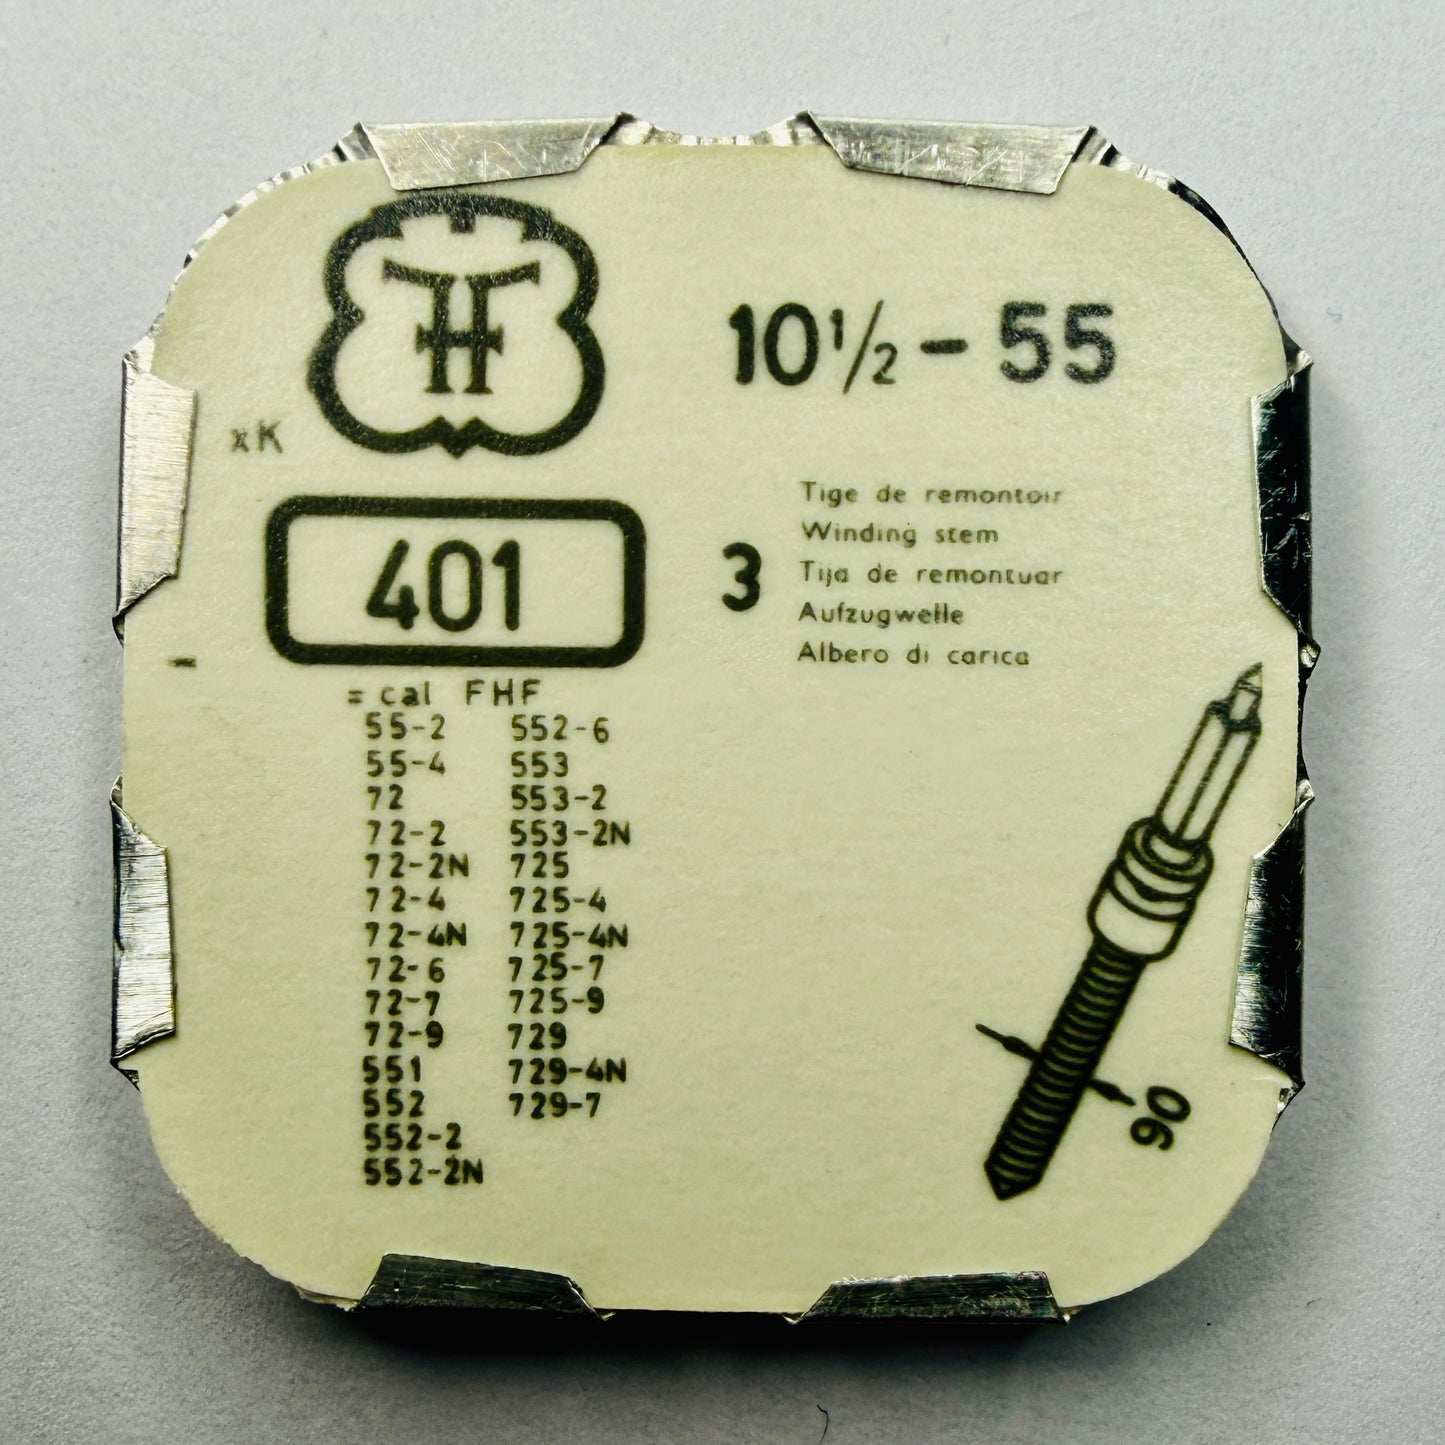 FH
10 1/2 - 55
xK
401
-
3
Tige de remontoir
Winding stem
Tija de remontuar
Aufzugwelle
Albero di carica
= cal FHF
55-2 552-6
55-4 553
72 553-2
72-2 553-2N
72-2N 725
72-4 725-4
72-4N 725-4N
72-6 725-7
72-7 725-9
72-9 729
551 729-4N
552 729-7
552-2
552-2N
90